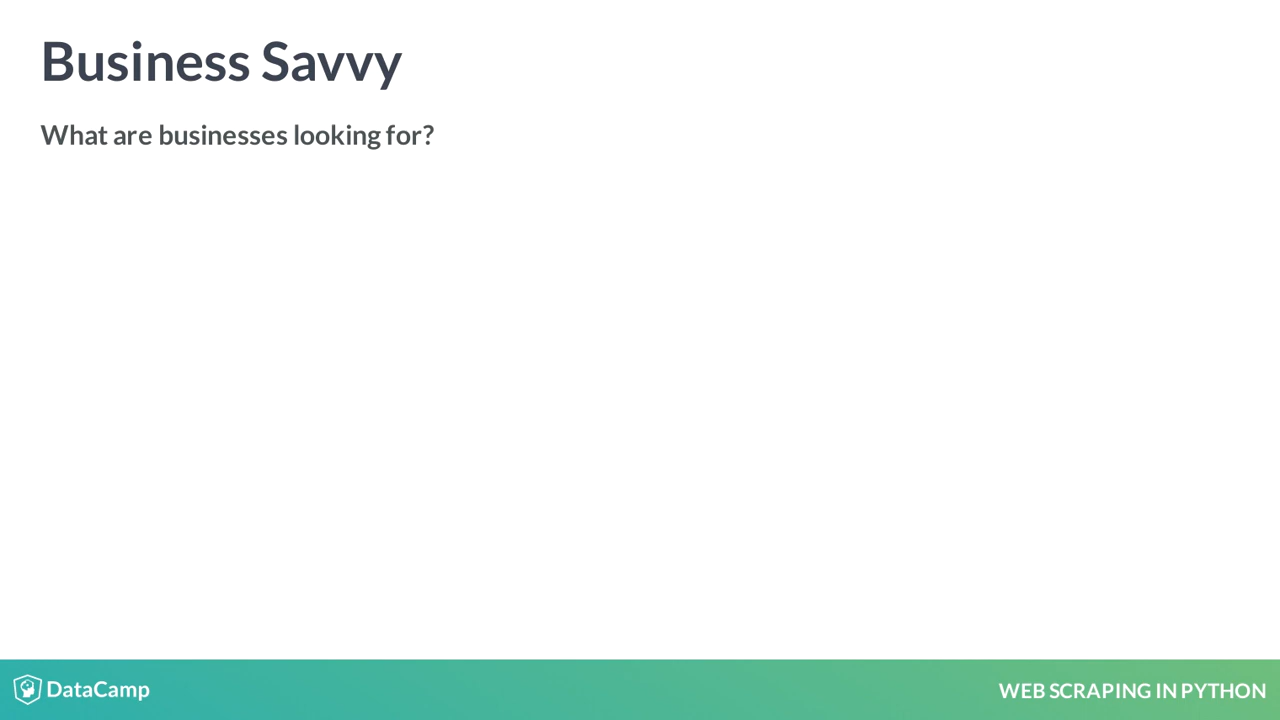 Business Savvy
What are businesses looking for?
DataCamp
WEB SCRAPING IN PYTHON